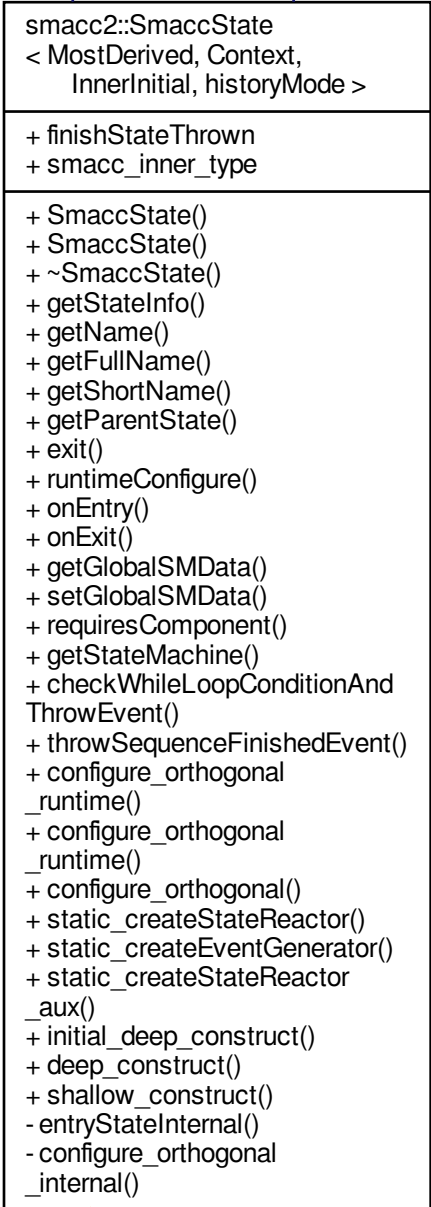 smacc2::SmaccState
< MostDerived, Context,
InnerInitial, historyMode >
+ finishStateThrown
+ smacc_inner_type
+ SmaccState()
+ SmaccState()
+ ~SmaccState()
+ getStateInfo()
+ getName()
+ getFullName()
+ getShortName()
+ getParentState()
+ exit()
+ runtimeConfigure()
+ onEntry()
+ onExit()
+ getGlobalSMData()
+ setGlobalSMData()
+ requiresComponent()
+ getStateMachine()
+ checkWhileLoopConditionAnd
ThrowEvent()
+ throwSequenceFinishedEvent()
+ configure_orthogonal
_runtime()
+ configure_orthogonal
_runtime()
+ configure_orthogonal()
+ static_createStateReactor()
+ static_createEventGenerator()
+ static_createStateReactor
_aux()
+ initial_deep_construct()
+ deep_construct()
+ shallow_construct()
- entryStateInternal()
- configure_orthogonal
_internal()